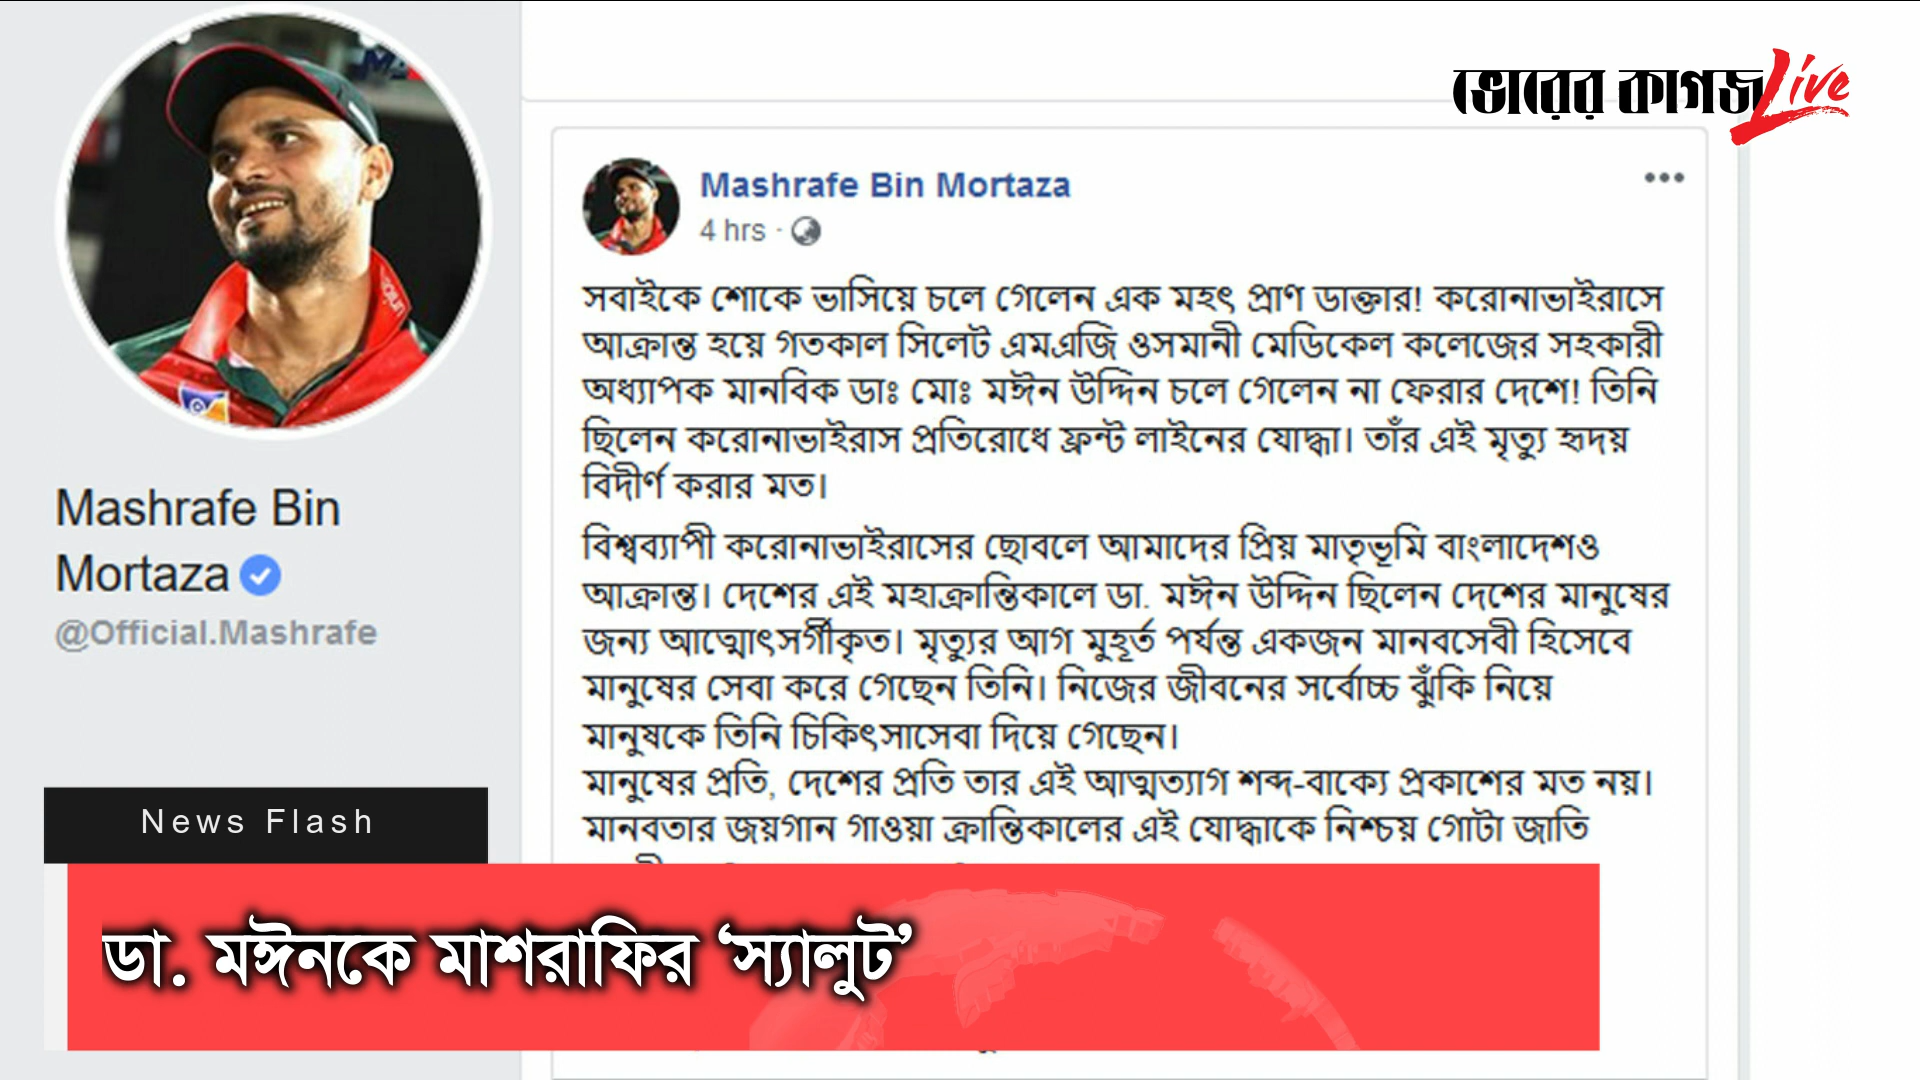 ভোরের কাগজ Live
Mashrafe Bin Mortaza
4 hrs ·
সবাইকে শোকে ভাসিয়ে চলে গেলেন এক মহৎ প্রাণ ডাক্তার! করোনাভাইরাসে
আক্রান্ত হয়ে গতকাল সিলেট এমএজি ওসমানী মেডিকেল কলেজের সহকারী
অধ্যাপক মানবিক ডাঃ মোঃ মঈন উদ্দিন চলে গেলেন না ফেরার দেশে! তিনি
ছিলেন করোনাভাইরাস প্রতিরোধে ফ্রন্ট লাইনের যোদ্ধা। তাঁর এই মৃত্যু হৃদয়
বিদীর্ণ করার মত।
বিশ্বব্যাপী করোনাভাইরাসের ছোবলে আমাদের প্রিয় মাতৃভূমি বাংলাদেশও
আক্রান্ত। দেশের এই মহাক্রান্তিকালে ডা. মঈন উদ্দিন ছিলেন দেশের মানুষের
জন্য আত্মোৎসর্গীকৃত। মৃত্যুর আগ মুহূর্ত পর্যন্ত একজন মানবসেবী হিসেবে
মানুষের সেবা করে গেছেন তিনি। নিজের জীবনের সর্বোচ্চ ঝুঁকি নিয়ে
মানুষকে তিনি চিকিৎসাসেবা দিয়ে গেছেন।
মানুষের প্রতি, দেশের প্রতি তার এই আত্মত্যাগ শব্দ-বাক্যে প্রকাশের মত নয়।
মানবতার জয়গান গাওয়া ক্রান্তিকালের এই যোদ্ধাকে নিশ্চয় গোটা জাতি
Mashrafe Bin
Mortaza
@Official.Mashrafe
News Flash
ডা. মঈনকে মাশরাফির ‘স্যালুট’